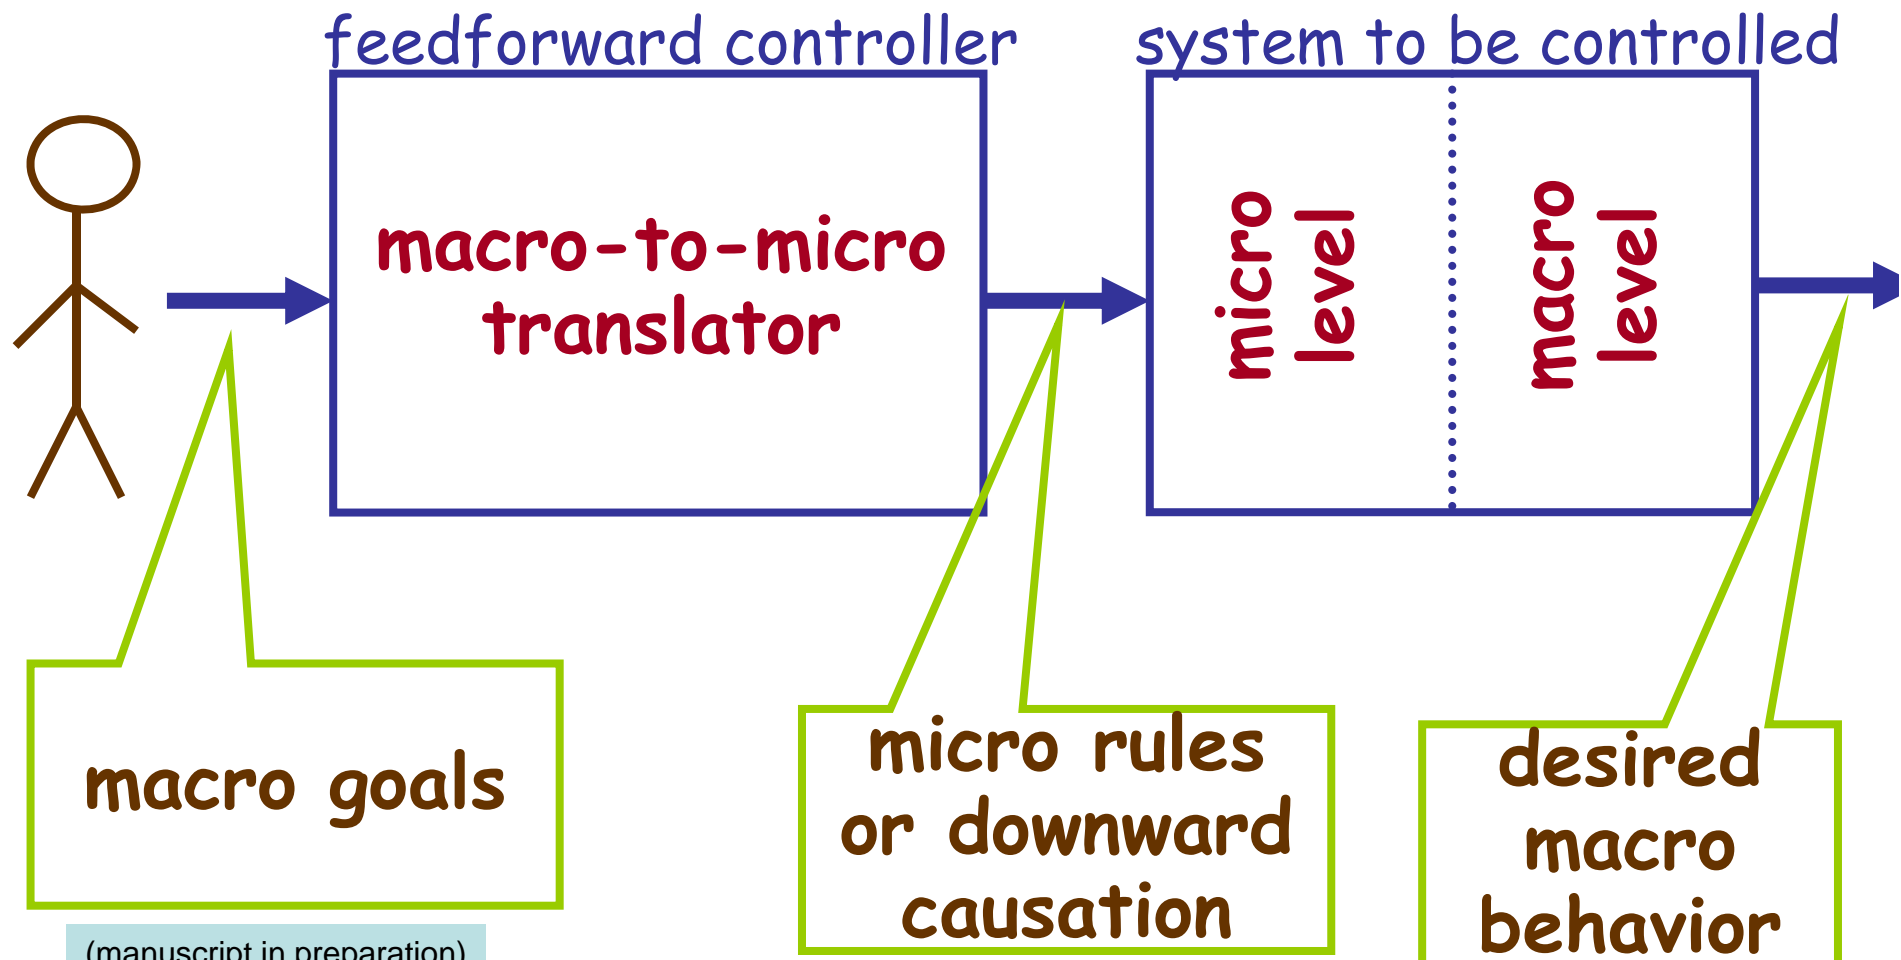 feedforward controller
system to be controlled
macro-to-micro
translator
micro
level
macro
level
macro goals
micro rules
or downward
causation
desired
macro
behavior
(manuscript in preparation)